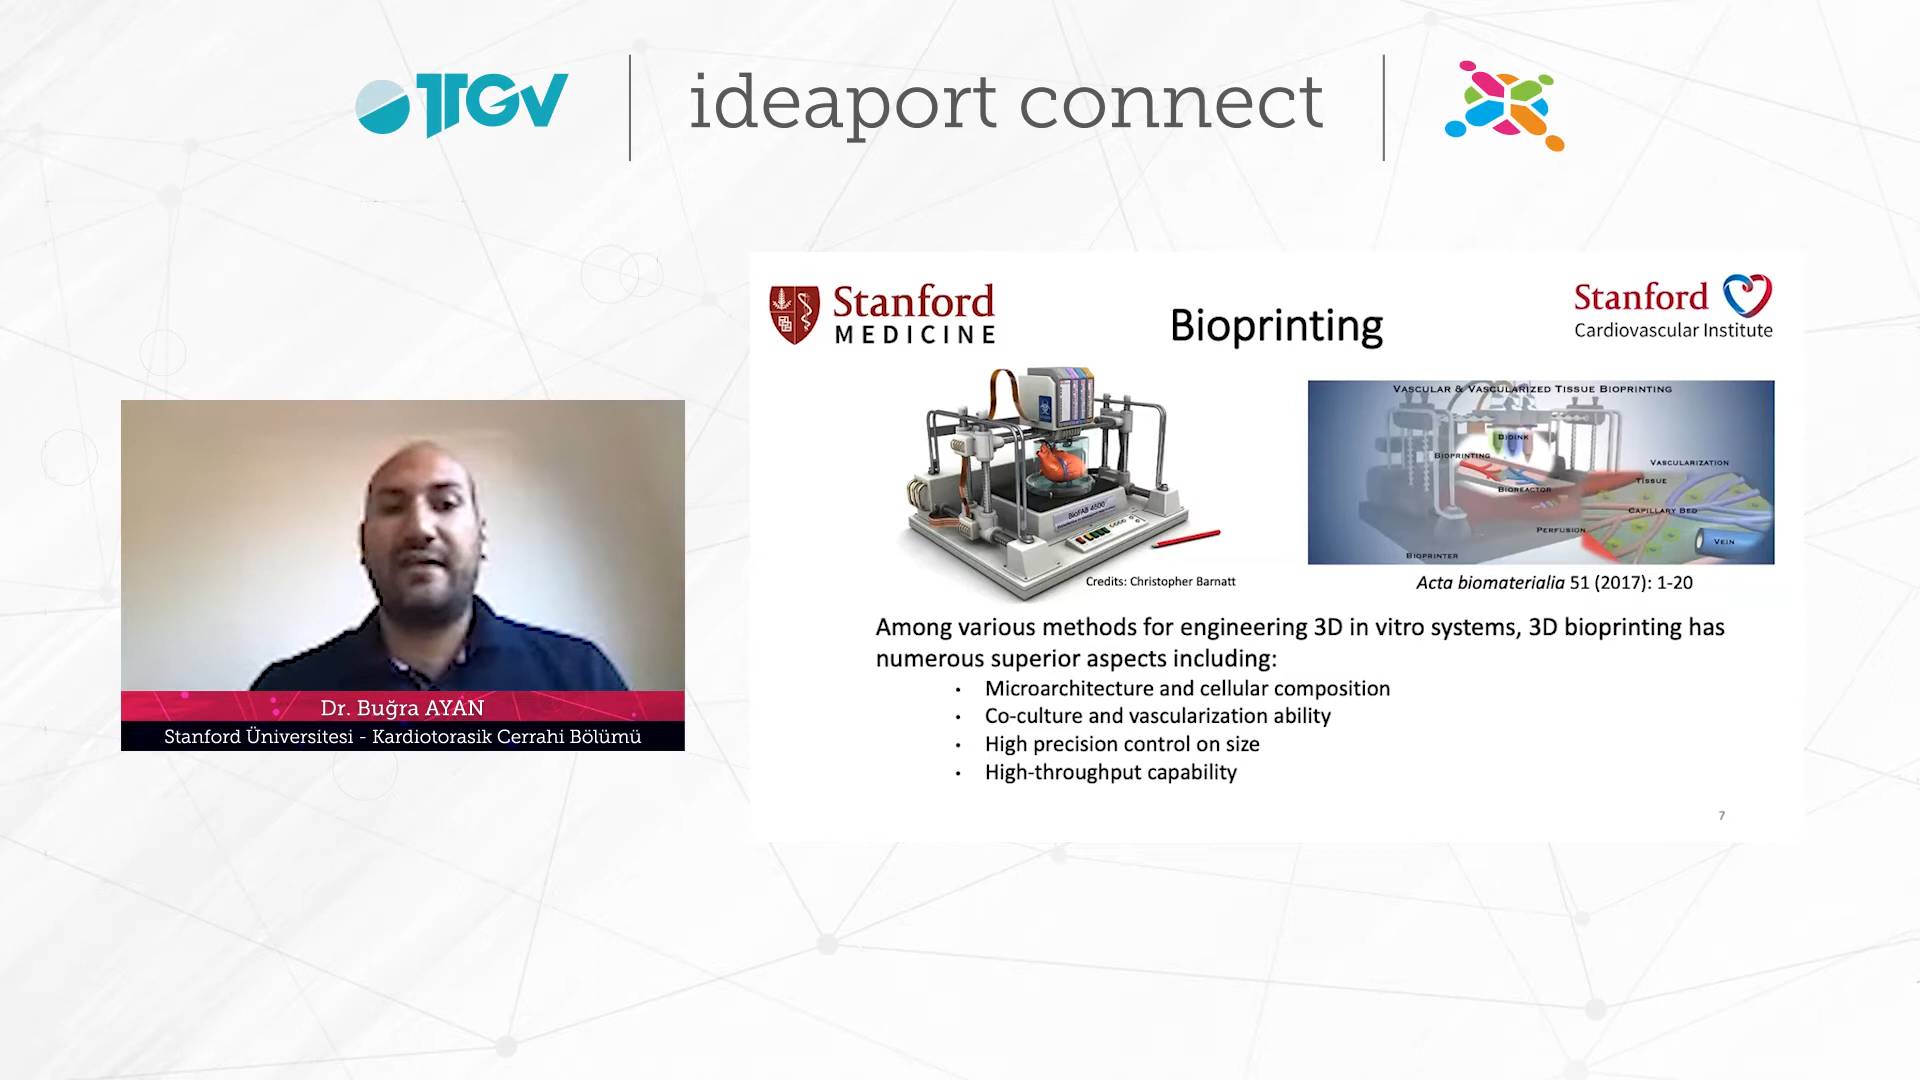 TTGV
ideaport connect
Stanford
MEDICINE
Bioprinting
Stanford
Cardiovascular Institute
BioFAB 4500
Credits: Christopher Barnatt
VASCULAR & VASCULARIZED TISSUE BIOPRINTING
BIOINK
BIOPRINTING
BIOREACTOR
VASCULARIZATION
TISSUE
CAPILLARY BED
PERFUSION
VEIN
BIOPRINTER
Acta biomaterialia 51 (2017): 1-20
Among various methods for engineering 3D in vitro systems, 3D bioprinting has
numerous superior aspects including:
• Microarchitecture and cellular composition
• Co-culture and vascularization ability
• High precision control on size
• High-throughput capability
7
Dr. Buğra AYAN
Stanford Üniversitesi - Kardiotorasik Cerrahi Bölümü